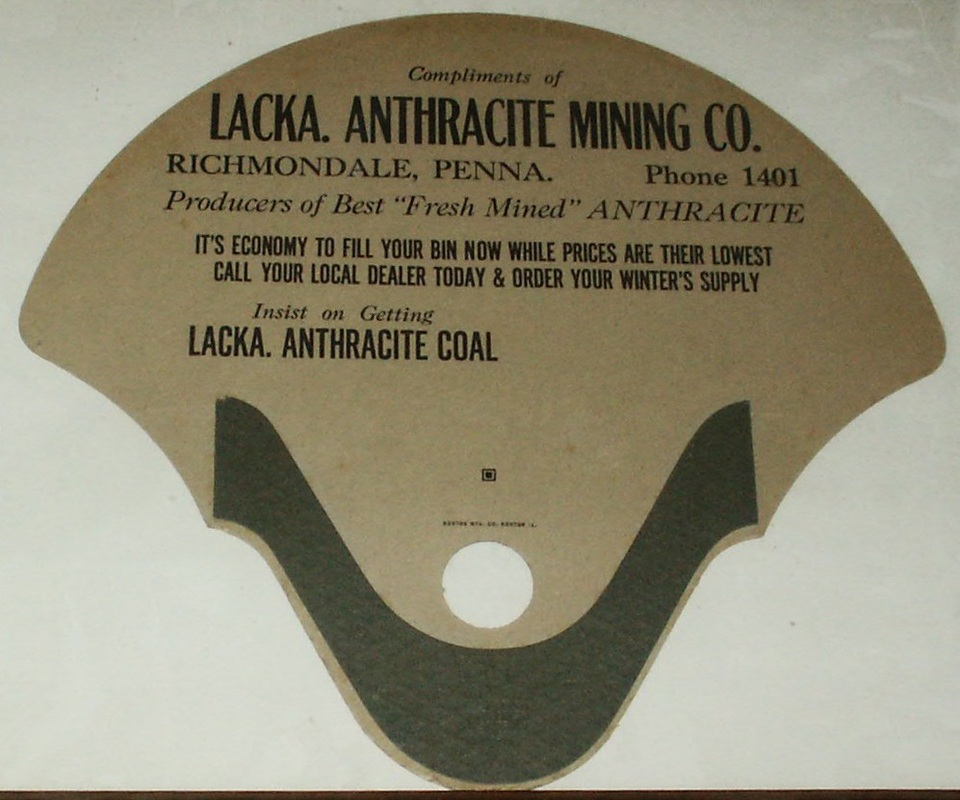 Compliments of
LACKA. ANTHRACITE MINING CO.
RICHMONDALE, PENNA. Phone 1401
Producers of Best "Fresh Mined" ANTHRACITE
IT'S ECONOMY TO FILL YOUR BIN NOW WHILE PRICES ARE THEIR LOWEST
CALL YOUR LOCAL DEALER TODAY & ORDER YOUR WINTER'S SUPPLY
Insist on Getting
LACKA. ANTHRACITE COAL
MFG. CO.